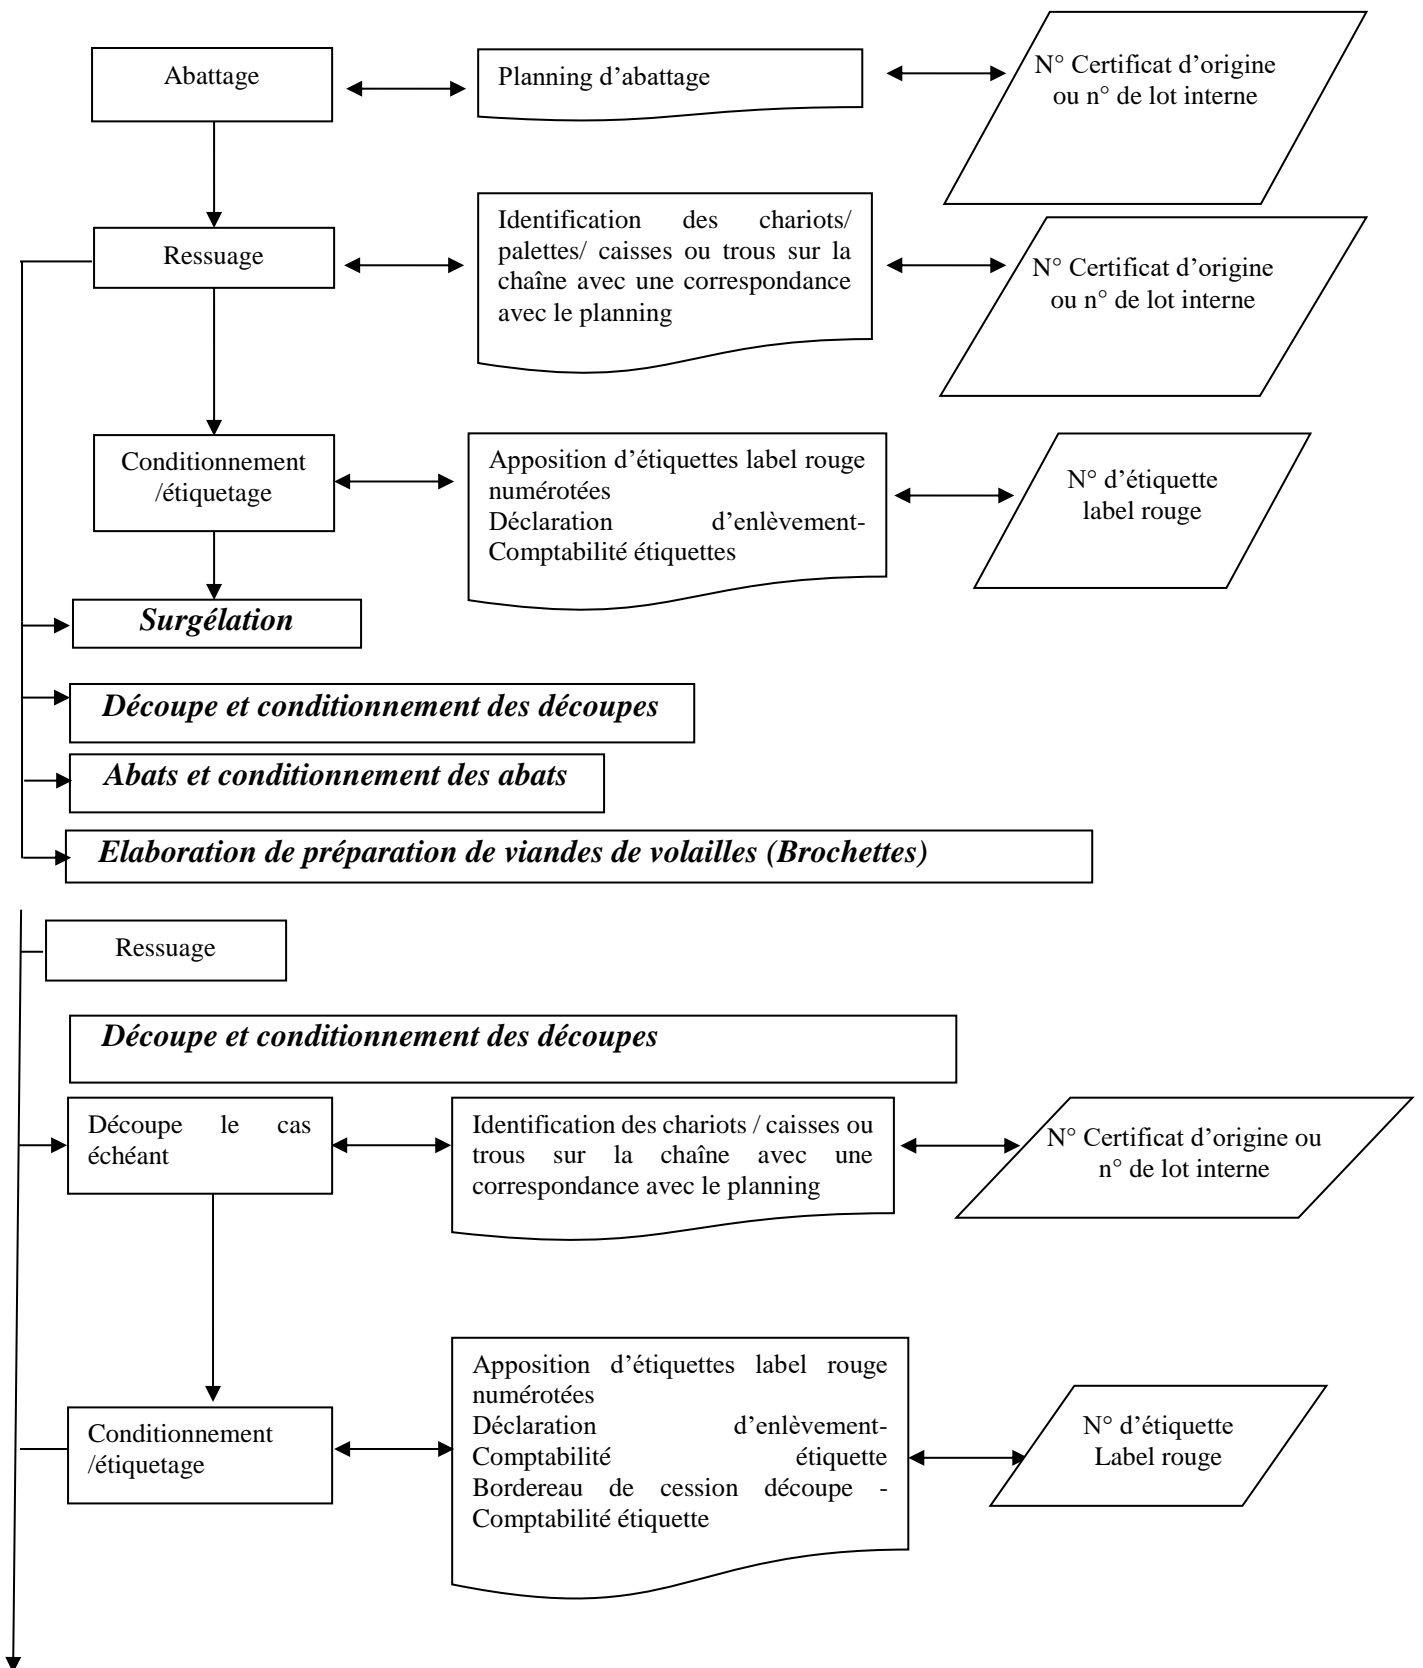 Abattage
Planning d’abattage
N° Certificat d’origine
ou n° de lot interne
Ressuage
Identification des chariots/
palettes/ caisses ou trous sur la
chaîne avec une correspondance
avec le planning
N° Certificat d’origine
ou n° de lot interne
Conditionnement
/étiquetage
Apposition d’étiquettes label rouge
numérotées
Déclaration d’enlèvement-
Comptabilité étiquettes
N° d’étiquette
label rouge
Surgélation
Découpe et conditionnement des découpes
Abats et conditionnement des abats
Elaboration de préparation de viandes de volailles (Brochettes)
Ressuage
Découpe et conditionnement des découpes
Découpe le cas
échéant
Identification des chariots / caisses ou
trous sur la chaîne avec une
correspondance avec le planning
N° Certificat d’origine ou
n° de lot interne
Conditionnement
/étiquetage
Apposition d’étiquettes label rouge
numérotées
Déclaration d’enlèvement-
Comptabilité étiquette
Bordereau de cession découpe -
Comptabilité étiquette
N° d’étiquette
Label rouge